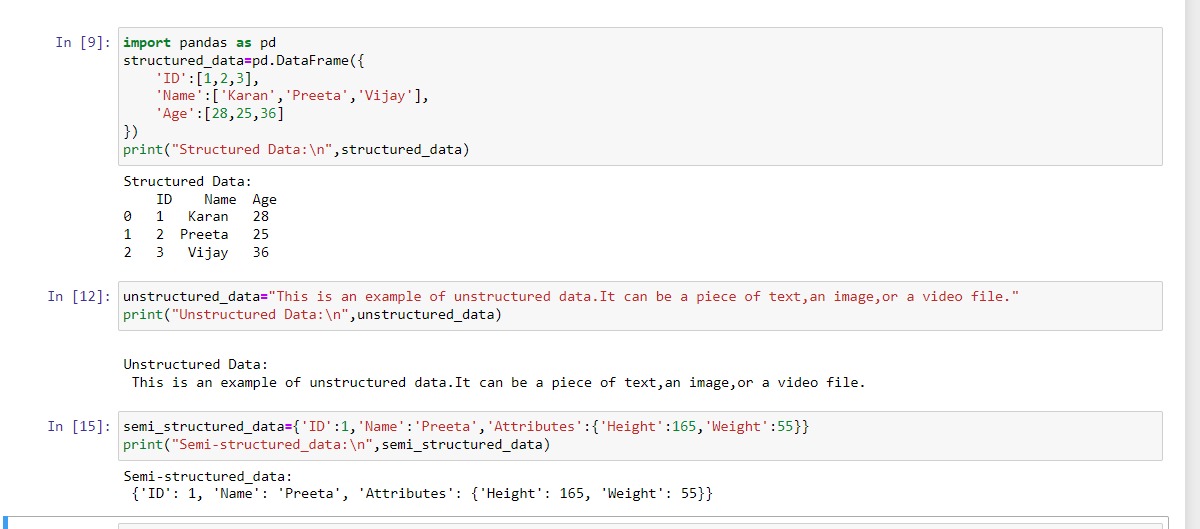 In [9]: import pandas as pd
structured_data=pd.DataFrame({
    'ID':[1,2,3],
    'Name':['Karan','Preeta','Vijay'],
    'Age':[28,25,36]
})
print("Structured Data:\n",structured_data)
Structured Data:
    ID    Name  Age
0   1   Karan   28
1   2  Preeta   25
2   3   Vijay   36
In [12]: unstructured_data="This is an example of unstructured data.It can be a piece of text,an image,or a video file."
print("Unstructured Data:\n",unstructured_data)
Unstructured Data:
 This is an example of unstructured data.It can be a piece of text,an image,or a video file.
In [15]: semi_structured_data={'ID':1,'Name':'Preeta','Attributes':{'Height':165,'Weight':55}}
print("Semi-structured_data:\n",semi_structured_data)
Semi-structured_data:
 {'ID': 1, 'Name': 'Preeta', 'Attributes': {'Height': 165, 'Weight': 55}}